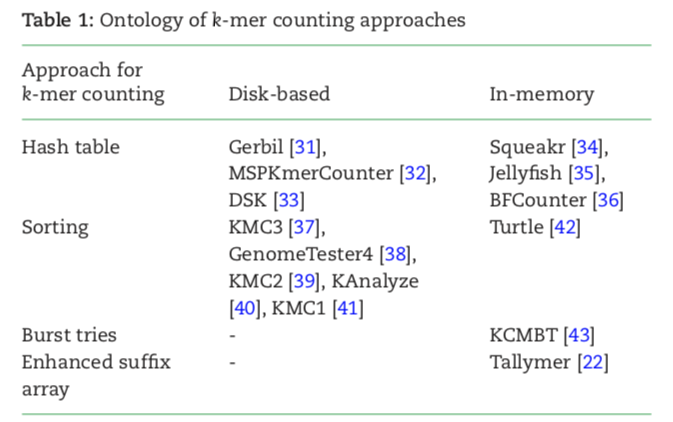 Table 1: Ontology of k-mer counting approaches
Approach for
k-mer counting Disk-based In-memory
Hash table Gerbil [31], Squeakr [34],
MSPKmerCounter [32], Jellyfish [35],
DSK [33] BFCounter [36]
Sorting KMC3 [37], Turtle [42]
GenomeTester4 [38],
KMC2 [39], KAnalyze
[40], KMC1 [41]
Burst tries - KCMBT [43]
Enhanced suffix - Tallymer [22]
array